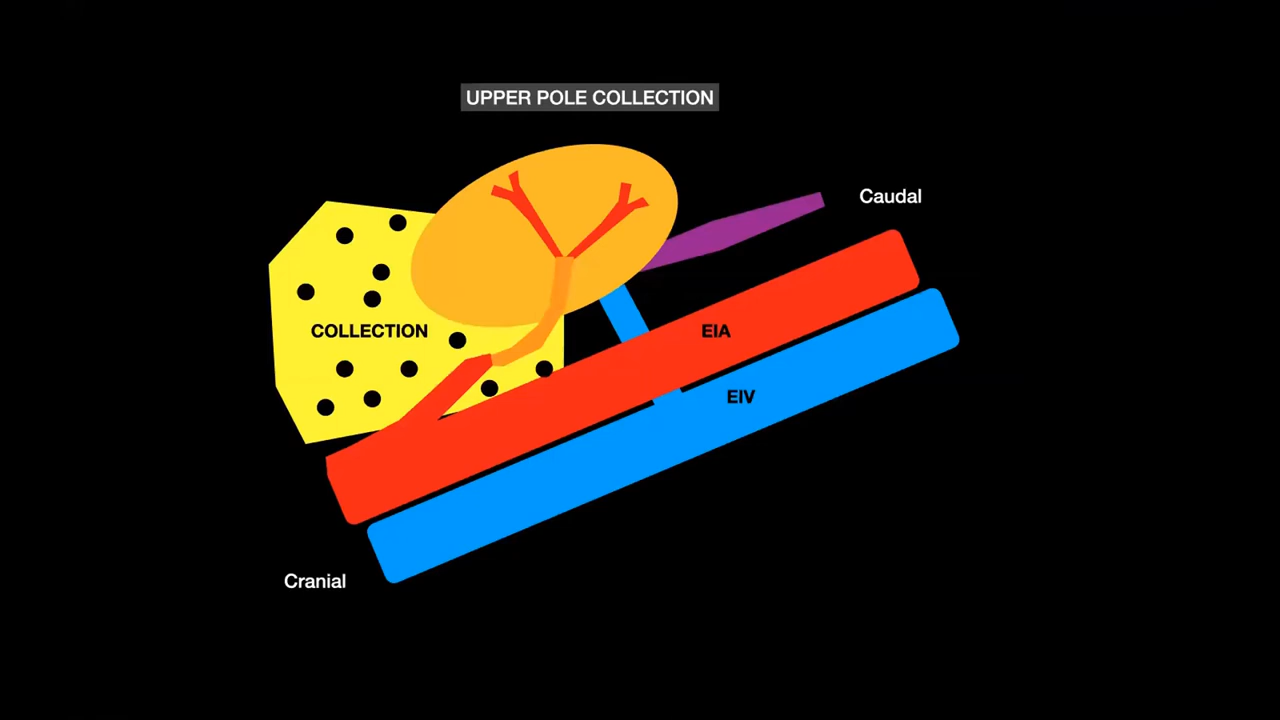 UPPER POLE COLLECTION
Caudal
COLLECTION
EIA
EIV
Cranial